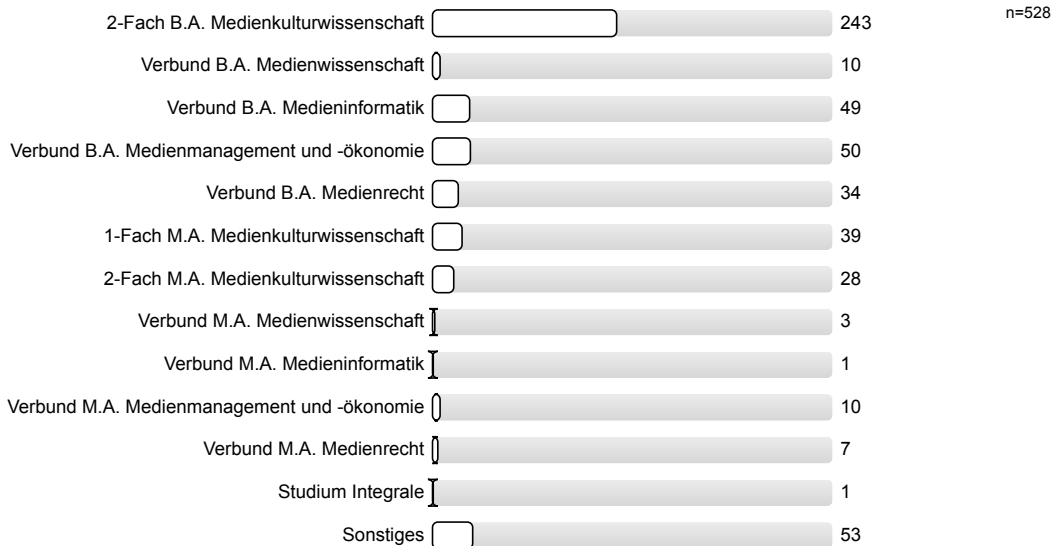 2-Fach B.A. Medienkulturwissenschaft 243 n=528
Verbund B.A. Medienwissenschaft 10
Verbund B.A. Medieninformatik 49
Verbund B.A. Medienmanagement und -ökonomie 50
Verbund B.A. Medienrecht 34
1-Fach M.A. Medienkulturwissenschaft 39
2-Fach M.A. Medienkulturwissenschaft 28
Verbund M.A. Medienwissenschaft 3
Verbund M.A. Medieninformatik 1
Verbund M.A. Medienmanagement und -ökonomie 10
Verbund M.A. Medienrecht 7
Studium Integrale 1
Sonstiges 53